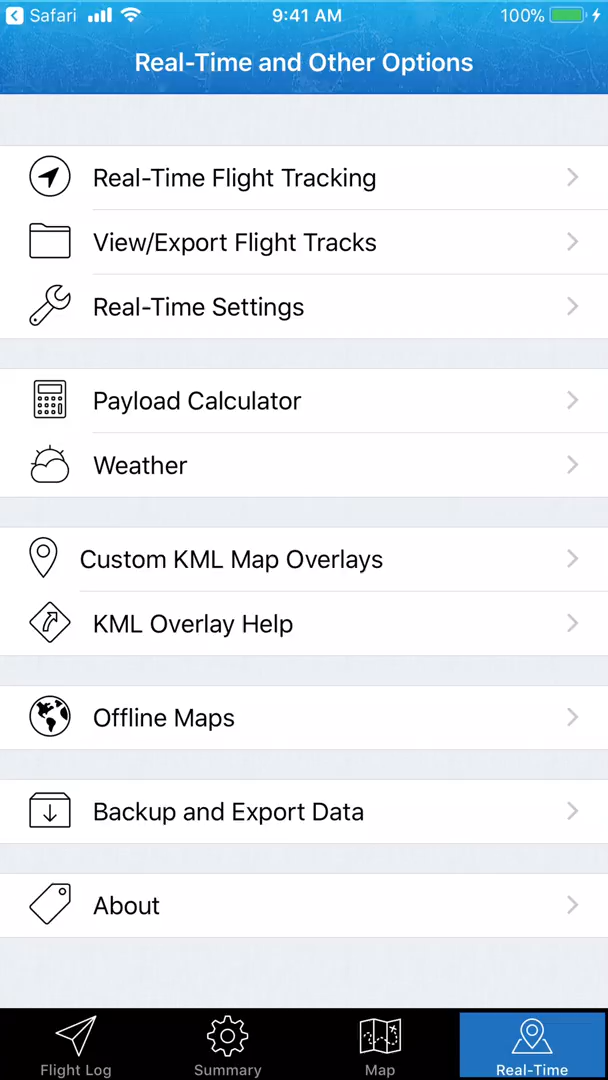 Safari 9:41 AM 100%
Real-Time and Other Options
Real-Time Flight Tracking
View/Export Flight Tracks
Real-Time Settings
Payload Calculator
Weather
Custom KML Map Overlays
KML Overlay Help
Offline Maps
Backup and Export Data
About
Flight Log Summary Map Real-Time